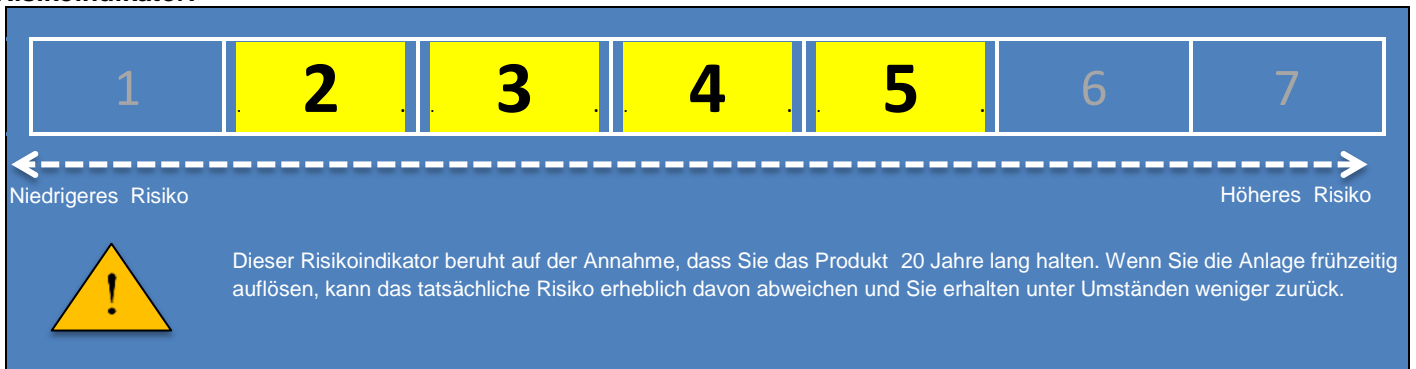 Risikoindikator:
1 2 3 4 5 6 7
Niedrigeres Risiko Höheres Risiko
!
Dieser Risikoindikator beruht auf der Annahme, dass Sie das Produkt 20 Jahre lang halten. Wenn Sie die Anlage frühzeitig
auflösen, kann das tatsächliche Risiko erheblich davon abweichen und Sie erhalten unter Umständen weniger zurück.